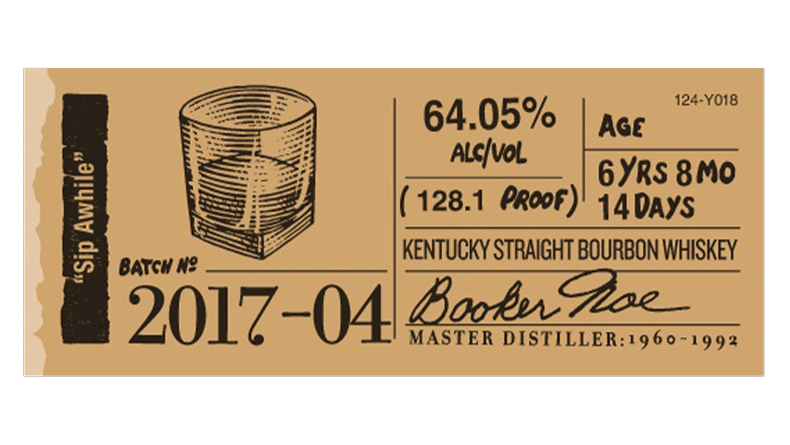 "Sip Awhile"
BATCH Nº
2017-04
64.05%
ALC/VOL
(128.1 PROOF)
124-Y018
AGE
6 YRS 8 MO
14 DAYS
KENTUCKY STRAIGHT BOURBON WHISKEY
Booker Noe
MASTER DISTILLER: 1960-1992